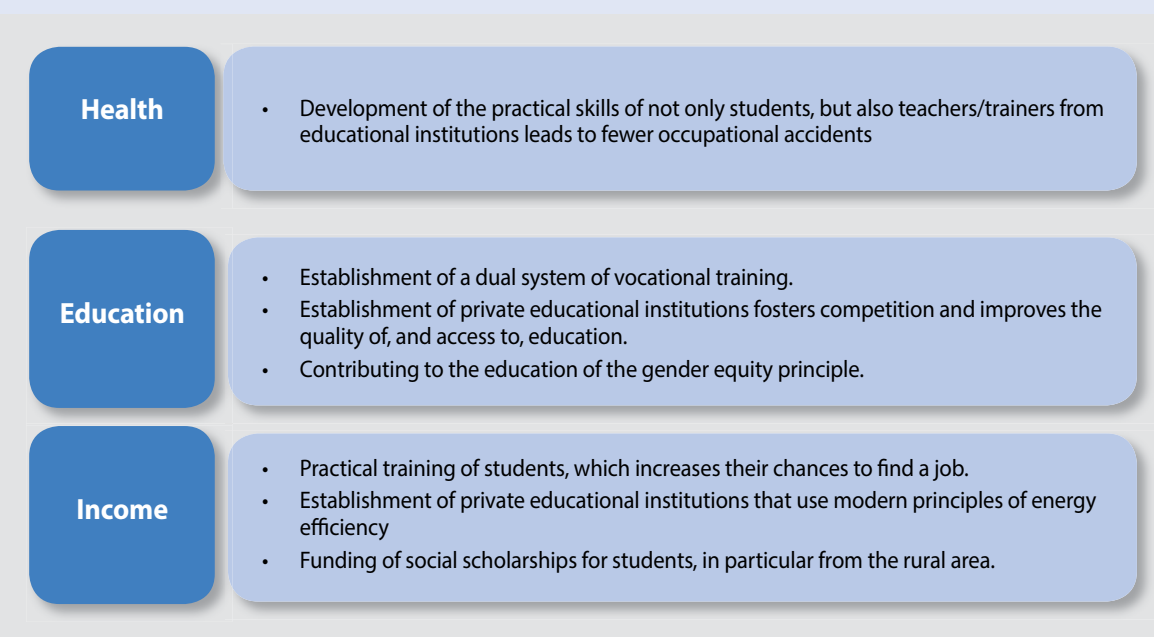 Health
• Development of the practical skills of not only students, but also teachers/trainers from
educational institutions leads to fewer occupational accidents
Education
• Establishment of a dual system of vocational training.
• Establishment of private educational institutions fosters competition and improves the
quality of, and access to, education.
• Contributing to the education of the gender equity principle.
Income
• Practical training of students, which increases their chances to find a job.
• Establishment of private educational institutions that use modern principles of energy
efficiency
• Funding of social scholarships for students, in particular from the rural area.